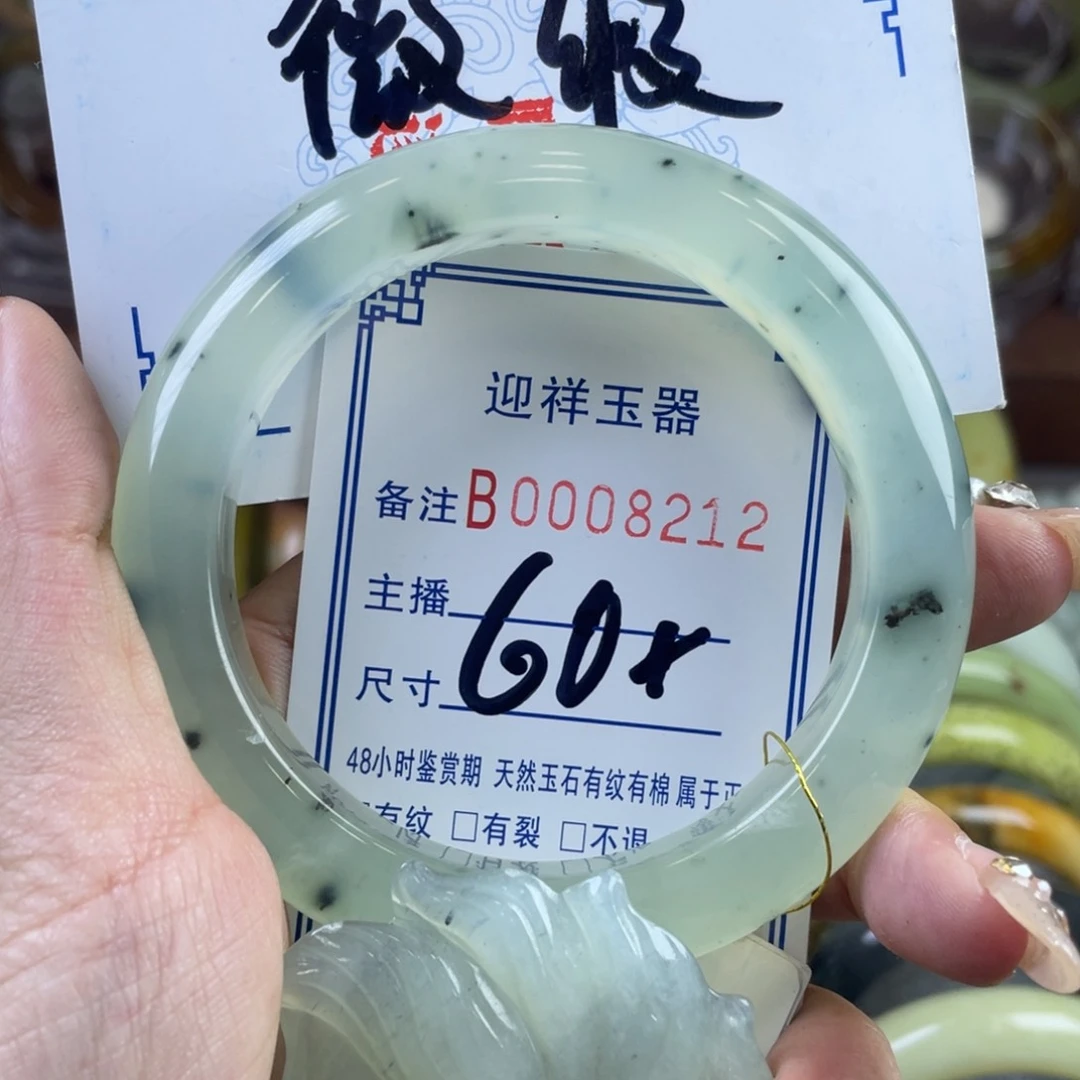 微瑕
迎祥玉器
备注B0008212
主播
尺寸60+
48小时鉴赏期 天然玉石有纹有棉 属于正
有纹 □有裂 □不退